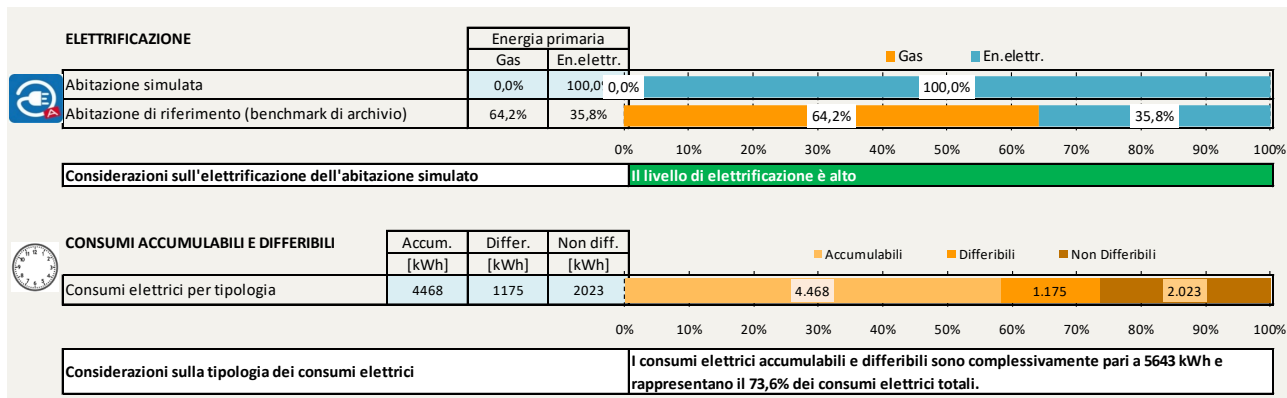 ELETTRIFICAZIONE Energia primaria
Gas En.elettr. Gas En.elettr.
Abitazione simulata 0,0% 100,0% 0,0% 100,0%
Abitazione di riferimento (benchmark di archivio) 64,2% 35,8% 64,2% 35,8%
0% 10% 20% 30% 40% 50% 60% 70% 80% 90% 100%
Considerazioni sull'elettrificazione dell'abitazione simulato Il livello di elettrificazione è alto
CONSUMI ACCUMULABILI E DIFFERIBILI Accum. Differ. Non diff. Accumulabili Differibili Non Differibili
[kWh] [kWh] [kWh]
Consumi elettrici per tipologia 4468 1175 2023 4.468 1.175 2.023
0% 10% 20% 30% 40% 50% 60% 70% 80% 90% 100%
Considerazioni sulla tipologia dei consumi elettrici I consumi elettrici accumulabili e differibili sono complessivamente pari a 5643 kWh e
rappresentano il 73,6% dei consumi elettrici totali.